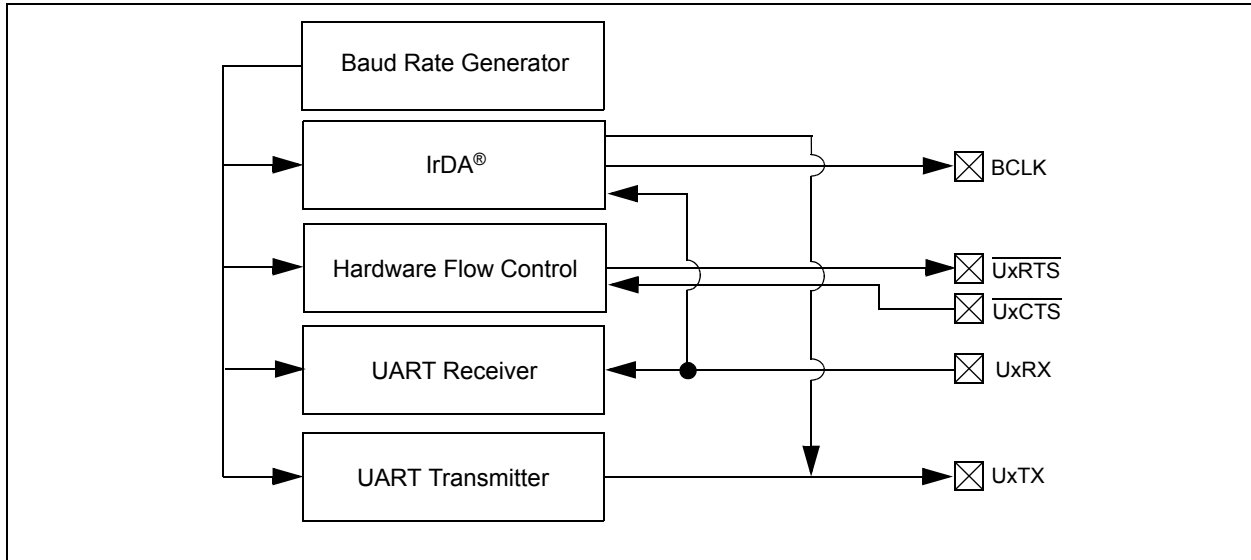 Baud Rate Generator
IrDA®
BCLK
Hardware Flow Control
UxRTS
UxCTS
UART Receiver
UxRX
UART Transmitter
UxTX